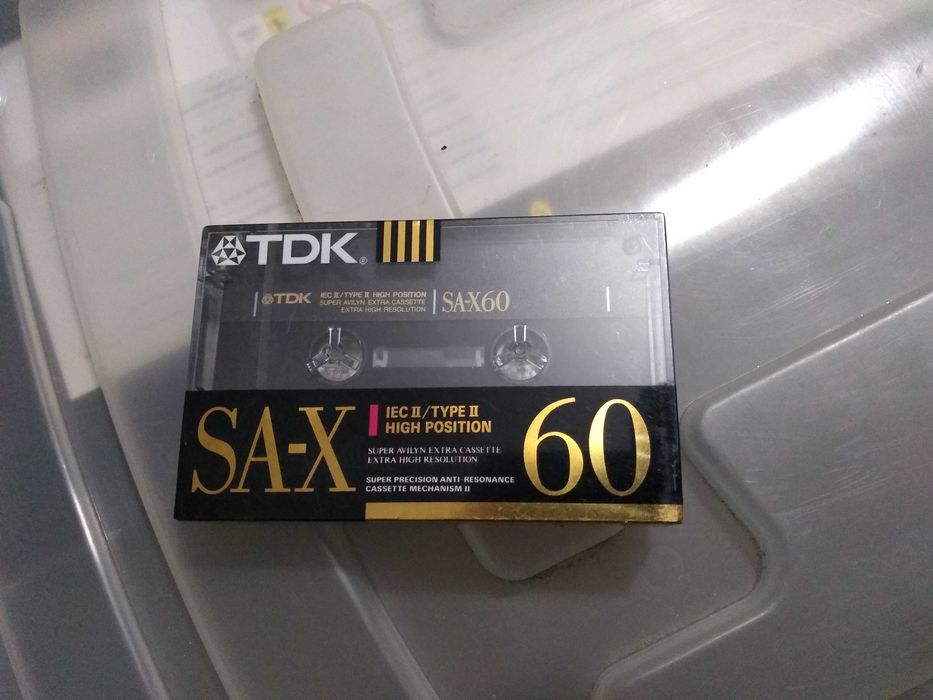 TDK®
TDK IEC II/TYPE II HIGH POSITION
SUPER AVILYN EXTRA CASSETTE
EXTRA HIGH RESOLUTION
SA-X60
SA-X
IEC II/TYPE II
HIGH POSITION
SUPER AVILYN EXTRA CASSETTE
EXTRA HIGH RESOLUTION
SUPER PRECISION ANTI-RESONANCE
CASSETTE MECHANISM II
60